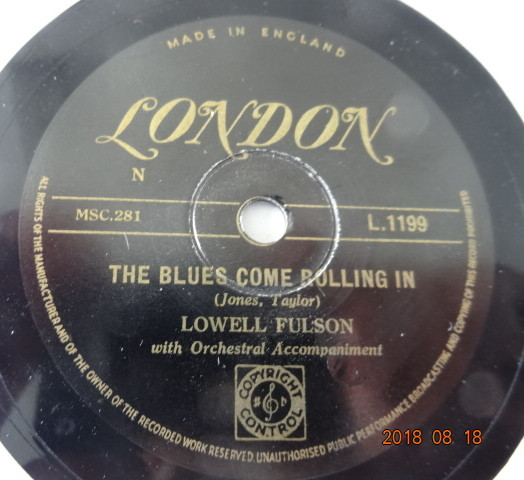 MADE IN ENGLAND
LONDON
N
MSC.281
L.1199
THE BLUES COME ROLLING IN
(Jones, Taylor)
LOWELL FULSON
with Orchestral Accompaniment
COPYRIGHT
CONTROL
ALL RIGHTS OF THE MANUFACTURER AND OF THE OWNER OF THE RECORDED WORK RESERVED. UNAUTHORISED PUBLIC PERFORMANCE BROADCASTING AND COPYING OF THIS RECORD PROHIBITED
2018 08 18